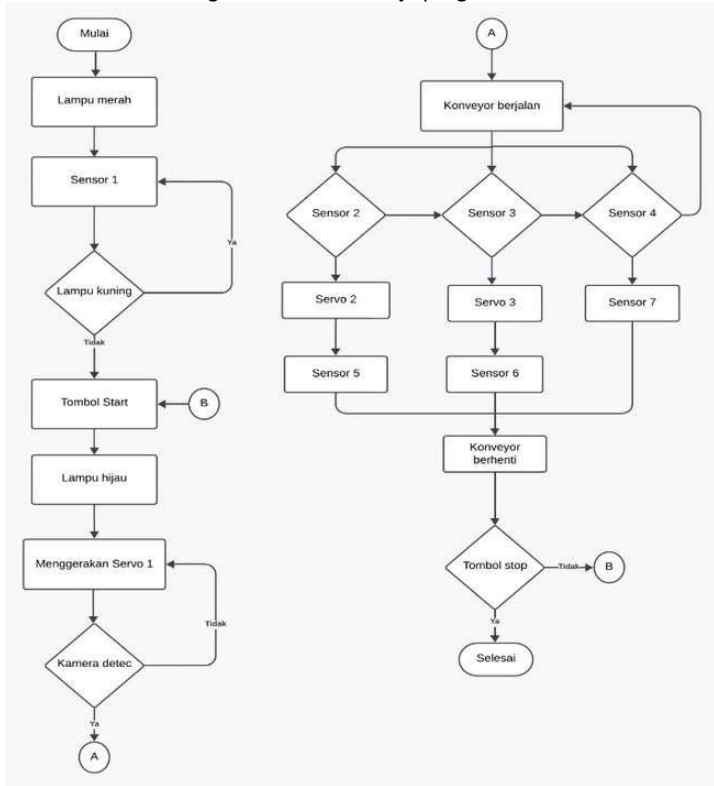 Mulai
Lampu merah
Sensor 1
Ya
Lampu kuning
Tidak
Tombol Start
B
Lampu hijau
Menggerakan Servo 1
Tidak
Kamera detec
Ya
A
A
Konveyor berjalan
Sensor 2
Sensor 3
Sensor 4
Servo 2
Servo 3
Sensor 7
Sensor 5
Sensor 6
Konveyor
berhenti
Tombol stop
Tidak
B
Ya
Selesai